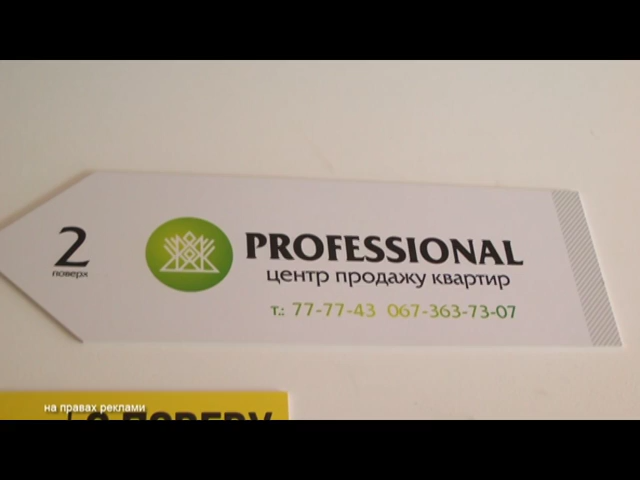 2
поверх
PROFESSIONAL
центр продажу квартир
т.: 77-77-43 067-363-73-07
на правах реклами